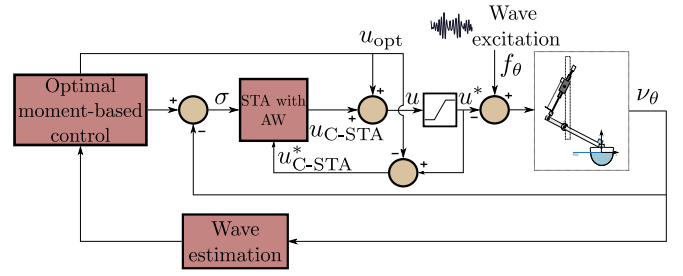 u_opt
Wave
excitation
f_θ
Optimal
moment-based
control
+
-
σ
STA with
AW
u_C-STA
+
+
u
u*
-
+
ν_θ
u*_C-STA
-
+
Wave
estimation